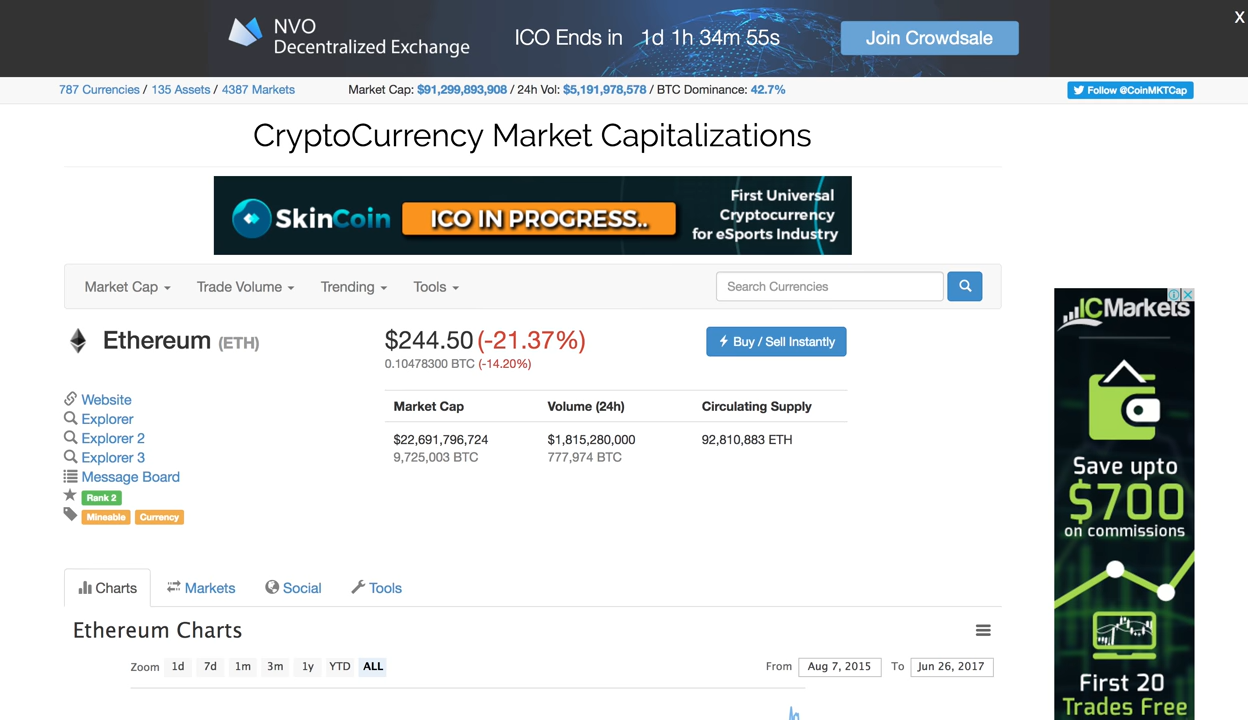 NVO
Decentralized Exchange
ICO Ends in 1d 1h 34m 55s
Join Crowdsale
X
787 Currencies / 135 Assets / 4387 Markets
Market Cap: $91,299,893,908 / 24h Vol: $5,191,978,578 / BTC Dominance: 42.7%
Follow @CoinMKTCap
CryptoCurrency Market Capitalizations
SkinCoin
ICO IN PROGRESS..
First Universal
Cryptocurrency
for eSports Industry
Market Cap
Trade Volume
Trending
Tools
Search Currencies
Ethereum (ETH)
$244.50 (-21.37%)
0.10478300 BTC (-14.20%)
Buy / Sell Instantly
Website
Explorer
Explorer 2
Explorer 3
Message Board
Rank 2
Mineable Currency
Market Cap Volume (24h) Circulating Supply
$22,691,796,724 $1,815,280,000 92,810,883 ETH
9,725,003 BTC 777,974 BTC
Charts Markets Social Tools
Ethereum Charts
Zoom 1d 7d 1m 3m 1y YTD ALL
From Aug 7, 2015 To Jun 26, 2017
ICMarkets
Save upto
$700
on commissions
First 20
Trades Free